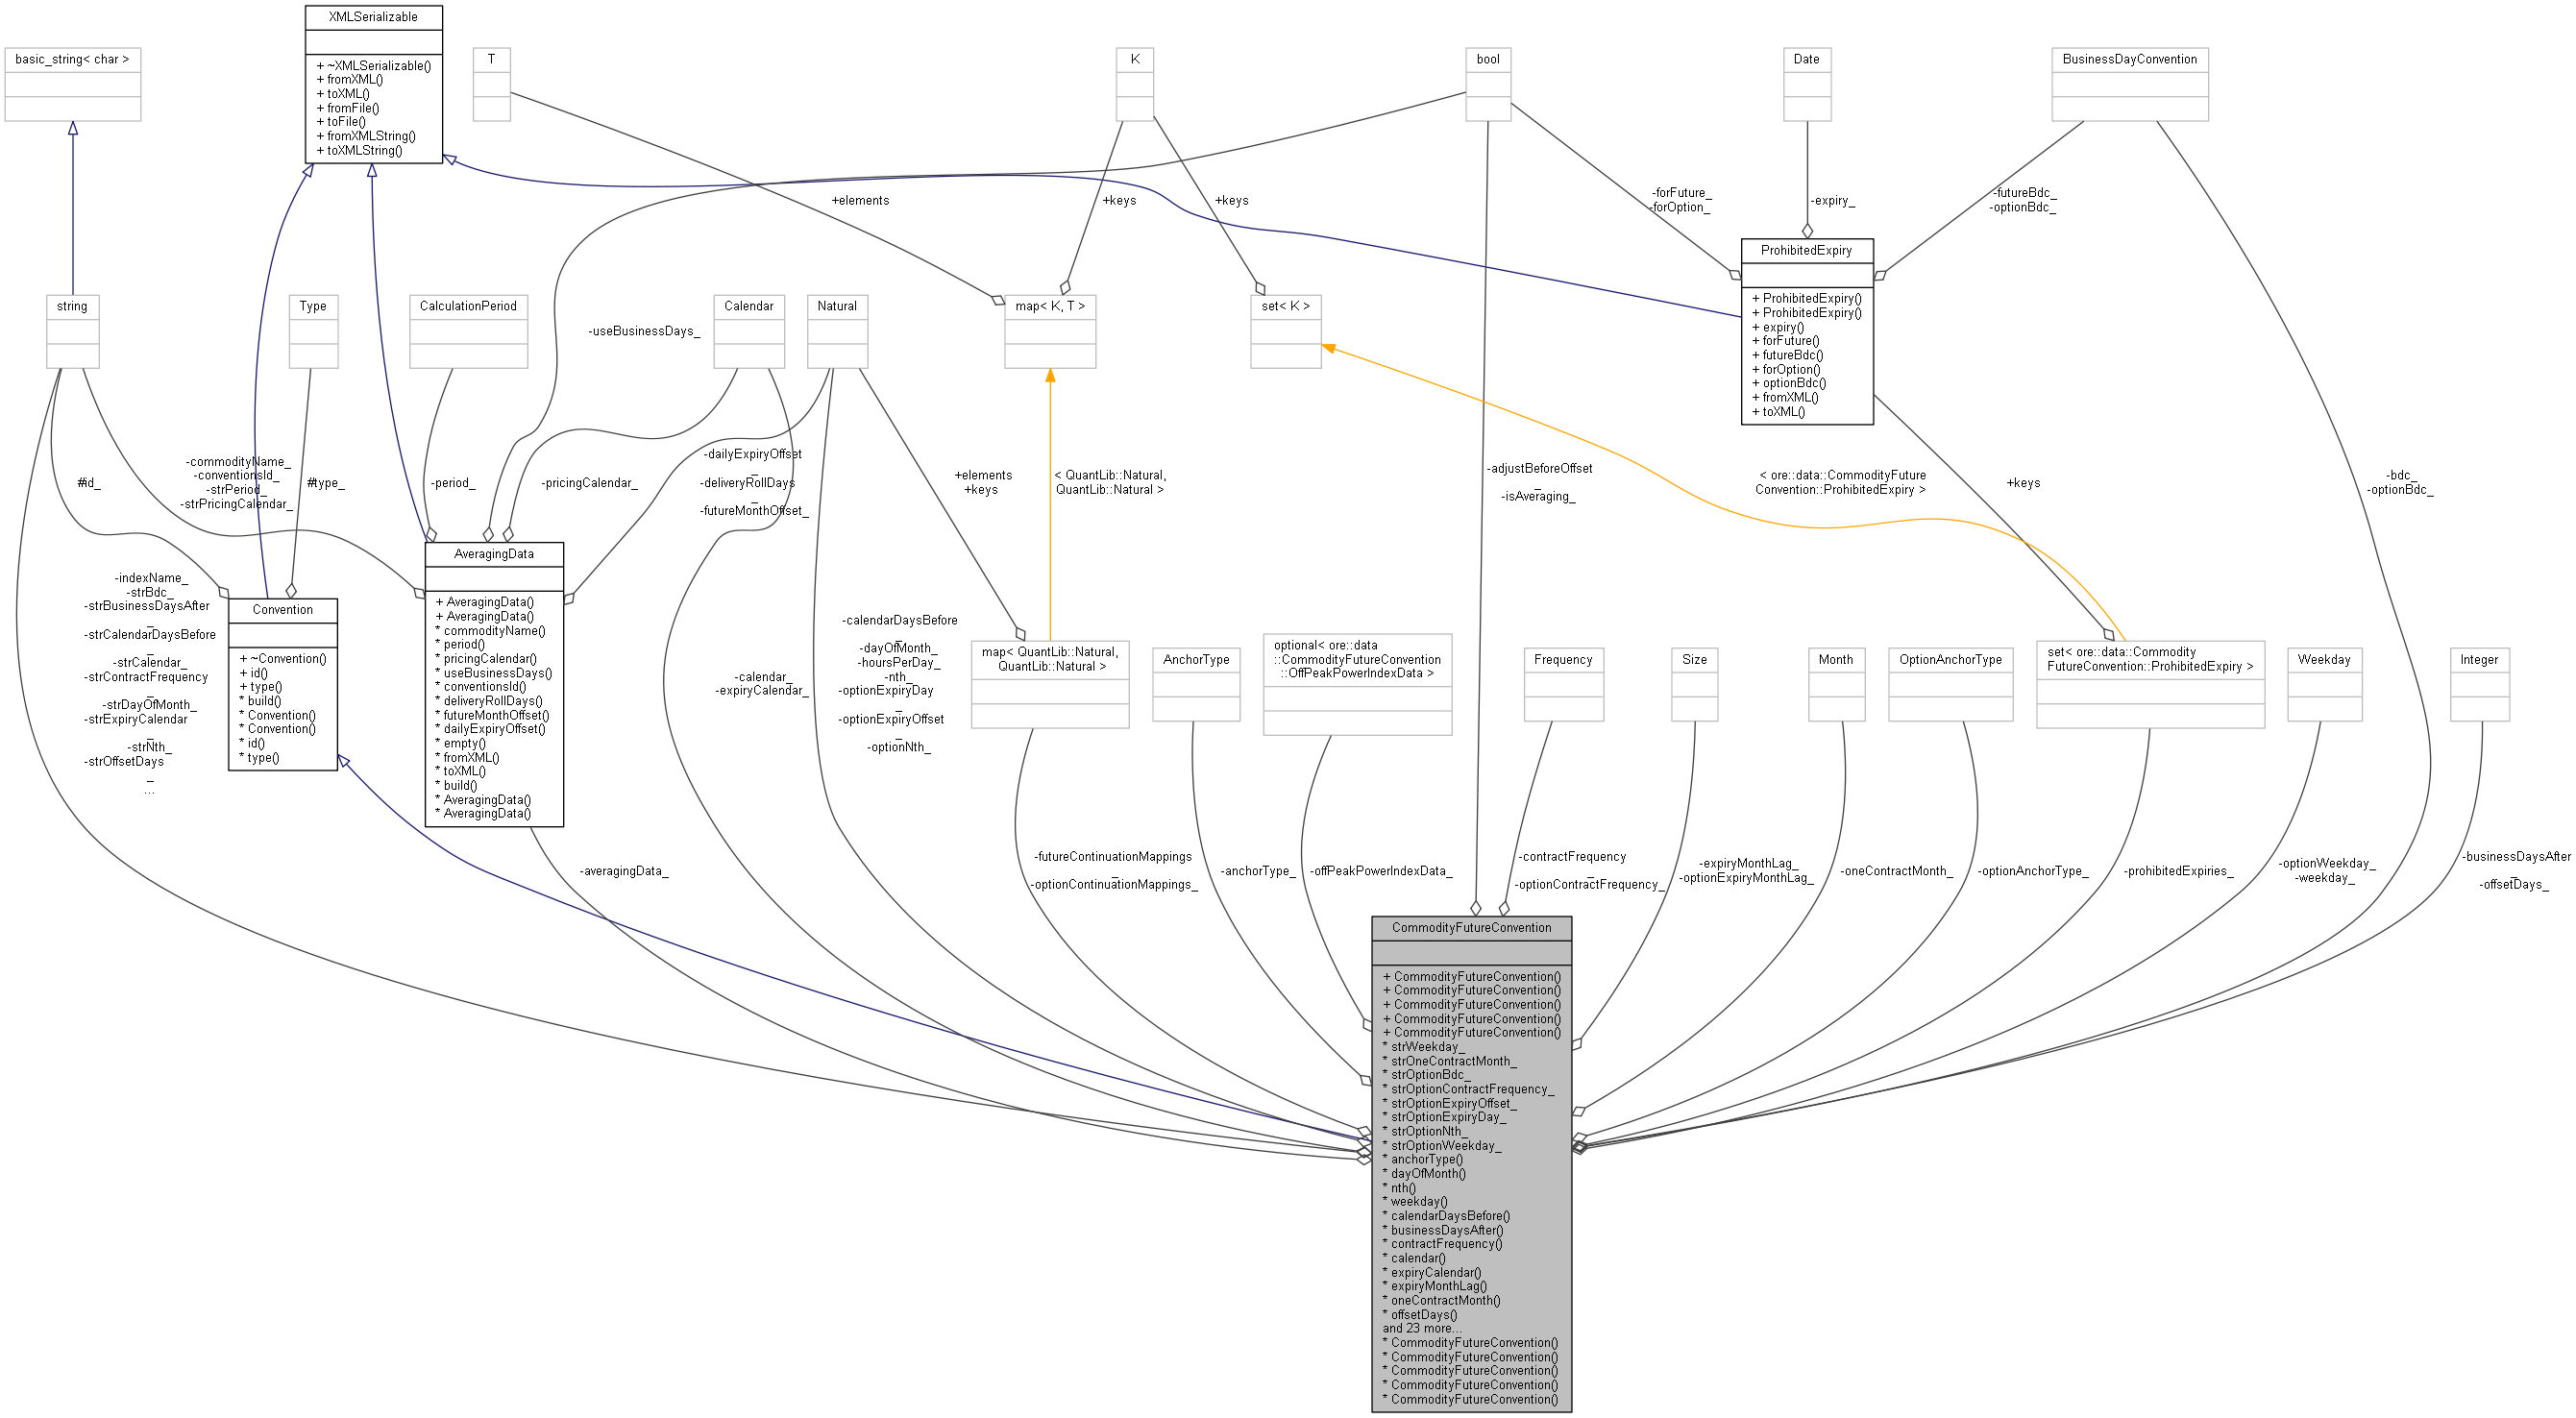 XMLSerializable
+ ~XMLSerializable()
+ fromXML()
+ toXML()
+ fromFile()
+ toFile()
+ fromXMLString()
+ toXMLString()
basic_string< char >
T
K
bool
Date
BusinessDayConvention
+elements
+keys
+keys
-forFuture_
-forOption_
-expiry_
-futureBdc_
-optionBdc_
ProhibitedExpiry
+ ProhibitedExpiry()
+ ProhibitedExpiry()
+ expiry()
+ forFuture()
+ futureBdc()
+ forOption()
+ optionBdc()
+ fromXML()
+ toXML()
string
Type
CalculationPeriod
-useBusinessDays_
Calendar
Natural
map< K, T >
set< K >
#id_
-commodityName_
-conventionsId_
-strPeriod_
-strPricingCalendar_
#type_
-period_
-pricingCalendar_
-dailyExpiryOffset
_
-deliveryRollDays
_
-futureMonthOffset_
+elements
+keys
< QuantLib::Natural,
QuantLib::Natural >
-adjustBeforeOffset
_
-isAveraging_
< ore::data::CommodityFuture
Convention::ProhibitedExpiry >
+keys
-bdc_
-optionBdc_
-indexName_
-strBdc_
-strBusinessDaysAfter
_
-strCalendarDaysBefore
_
-strCalendar_
-strContractFrequency
_
-strDayOfMonth_
-strExpiryCalendar
_
-strNth_
-strOffsetDays
_
...
Convention
+ ~Convention()
+ id()
+ type()
* build()
* Convention()
* Convention()
* id()
* type()
AveragingData
+ AveragingData()
+ AveragingData()
* commodityName()
* period()
* pricingCalendar()
* useBusinessDays()
* conventionsId()
* deliveryRollDays()
* futureMonthOffset()
* dailyExpiryOffset()
* empty()
* fromXML()
* toXML()
* build()
* AveragingData()
* AveragingData()
-calendar_
-expiryCalendar_
-calendarDaysBefore
_
-dayOfMonth_
-hoursPerDay_
-nth_
-optionExpiryDay
_
-optionExpiryOffset
_
-optionNth_
map< QuantLib::Natural,
QuantLib::Natural >
AnchorType
optional< ore::data
::CommodityFutureConvention
::OffPeakPowerIndexData >
Frequency
Size
Month
OptionAnchorType
set< ore::data::Commodity
FutureConvention::ProhibitedExpiry >
Weekday
Integer
-averagingData_
-futureContinuationMappings
_
-optionContinuationMappings_
-anchorType_
-offPeakPowerIndexData_
-contractFrequency
_
-optionContractFrequency_
-expiryMonthLag_
-optionExpiryMonthLag_
-oneContractMonth_
-optionAnchorType_
-prohibitedExpiries_
-optionWeekday_
-weekday_
-businessDaysAfter
_
-offsetDays_
CommodityFutureConvention
+ CommodityFutureConvention()
+ CommodityFutureConvention()
+ CommodityFutureConvention()
+ CommodityFutureConvention()
+ CommodityFutureConvention()
* strWeekday_
* strOneContractMonth_
* strOptionBdc_
* strOptionContractFrequency_
* strOptionExpiryOffset_
* strOptionExpiryDay_
* strOptionNth_
* strOptionWeekday_
* anchorType()
* dayOfMonth()
* nth()
* weekday()
* calendarDaysBefore()
* businessDaysAfter()
* contractFrequency()
* calendar()
* expiryCalendar()
* expiryMonthLag()
* oneContractMonth()
* offsetDays()
and 23 more...
* CommodityFutureConvention()
* CommodityFutureConvention()
* CommodityFutureConvention()
* CommodityFutureConvention()
* CommodityFutureConvention()